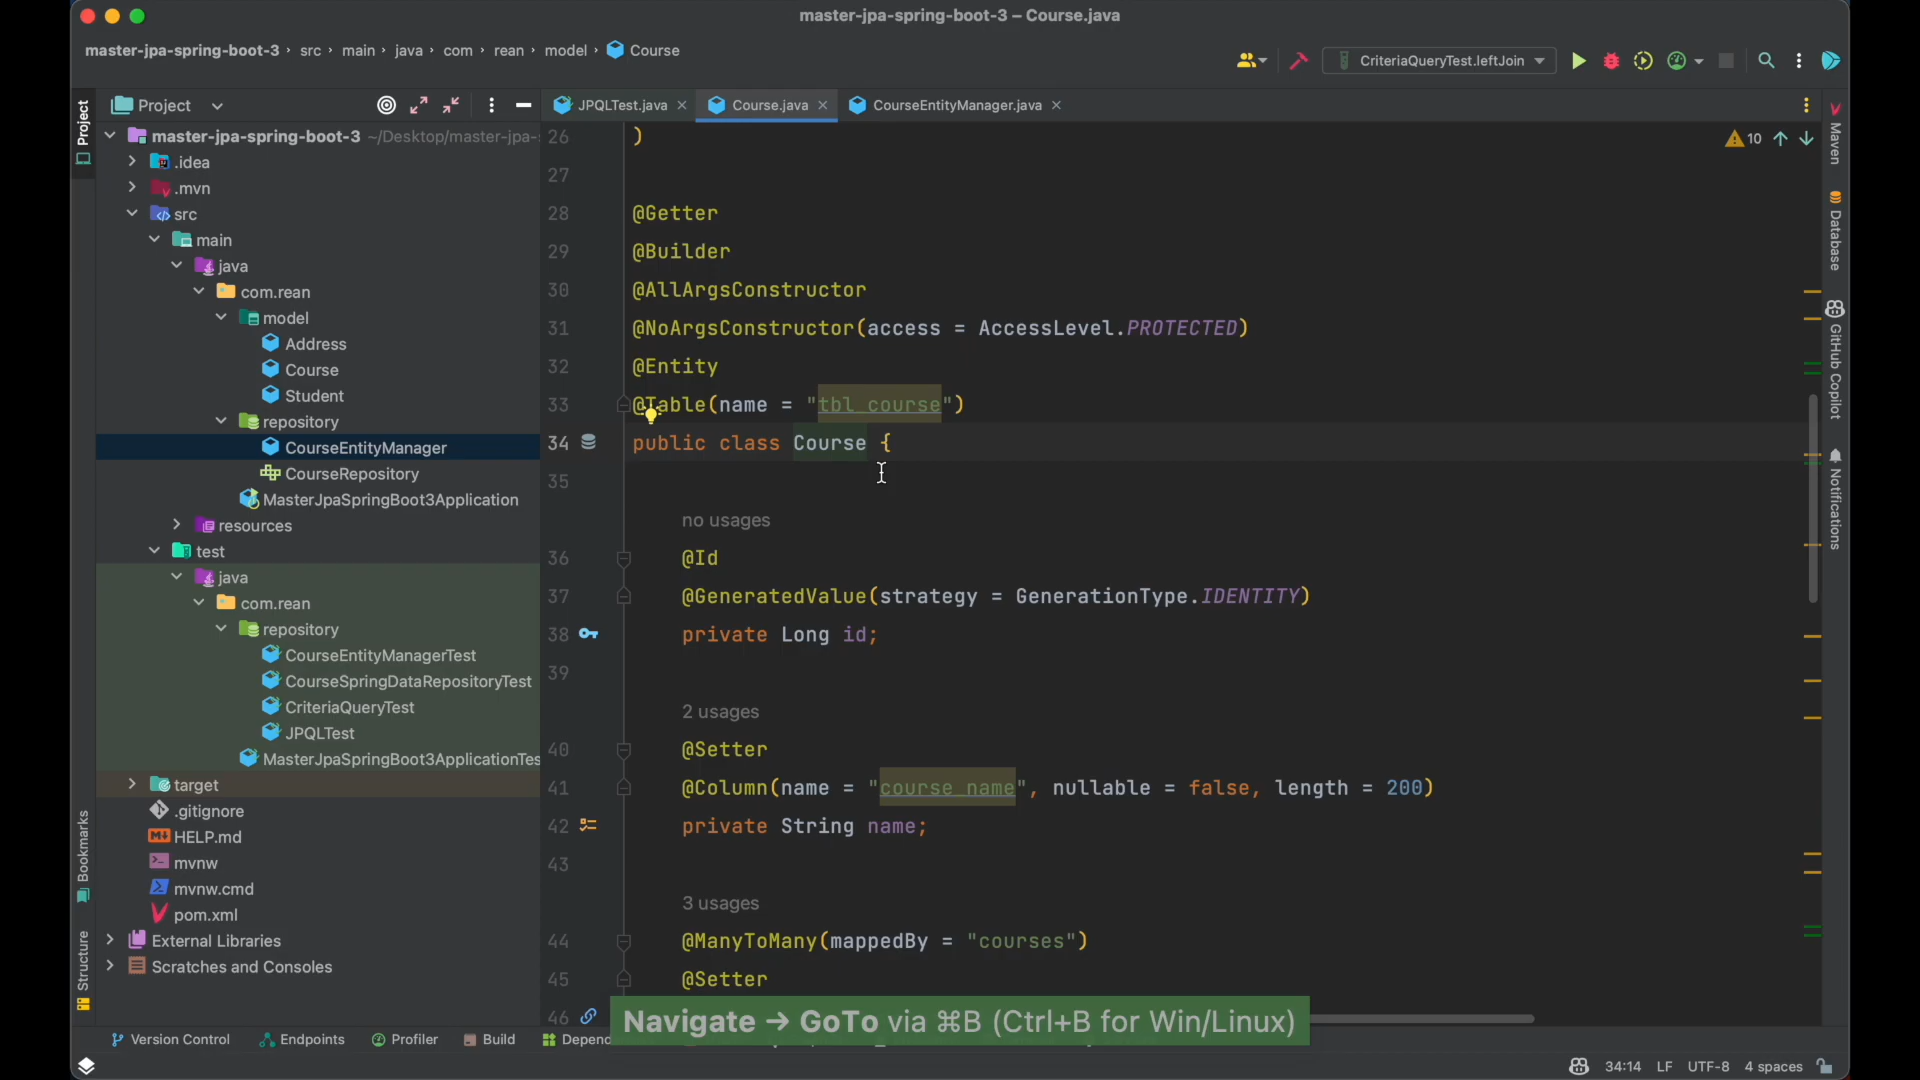 master-jpa-spring-boot-3 – Course.java
master-jpa-spring-boot-3 › src › main › java › com › rean › model › Course
CriteriaQueryTest.leftJoin
Project
JPQLTest.java
Course.java
CourseEntityManager.java
master-jpa-spring-boot-3 ~/Desktop/master-jpa-
.idea
.mvn
src
main
java
com.rean
model
Address
Course
Student
repository
CourseEntityManager
CourseRepository
MasterJpaSpringBoot3Application
resources
test
java
com.rean
repository
CourseEntityManagerTest
CourseSpringDataRepositoryTest
CriteriaQueryTest
JPQLTest
MasterJpaSpringBoot3ApplicationTes
target
.gitignore
HELP.md
mvnw
mvnw.cmd
pom.xml
External Libraries
Scratches and Consoles
Project
Bookmarks
Structure
26 )
27
28 @Getter
29 @Builder
30 @AllArgsConstructor
31 @NoArgsConstructor(access = AccessLevel.PROTECTED)
32 @Entity
33 @Table(name = "tbl_course")
34 public class Course {
35
no usages
36 @Id
37 @GeneratedValue(strategy = GenerationType.IDENTITY)
38 private Long id;
39
2 usages
40 @Setter
41 @Column(name = "course_name", nullable = false, length = 200)
42 private String name;
43
3 usages
44 @ManyToMany(mappedBy = "courses")
45 @Setter
46
10
Maven
Database
GitHub Copilot
Notifications
Navigate → GoTo via ⌘B (Ctrl+B for Win/Linux)
Version Control
Endpoints
Profiler
Build
Depen
34:14 LF UTF-8 4 spaces